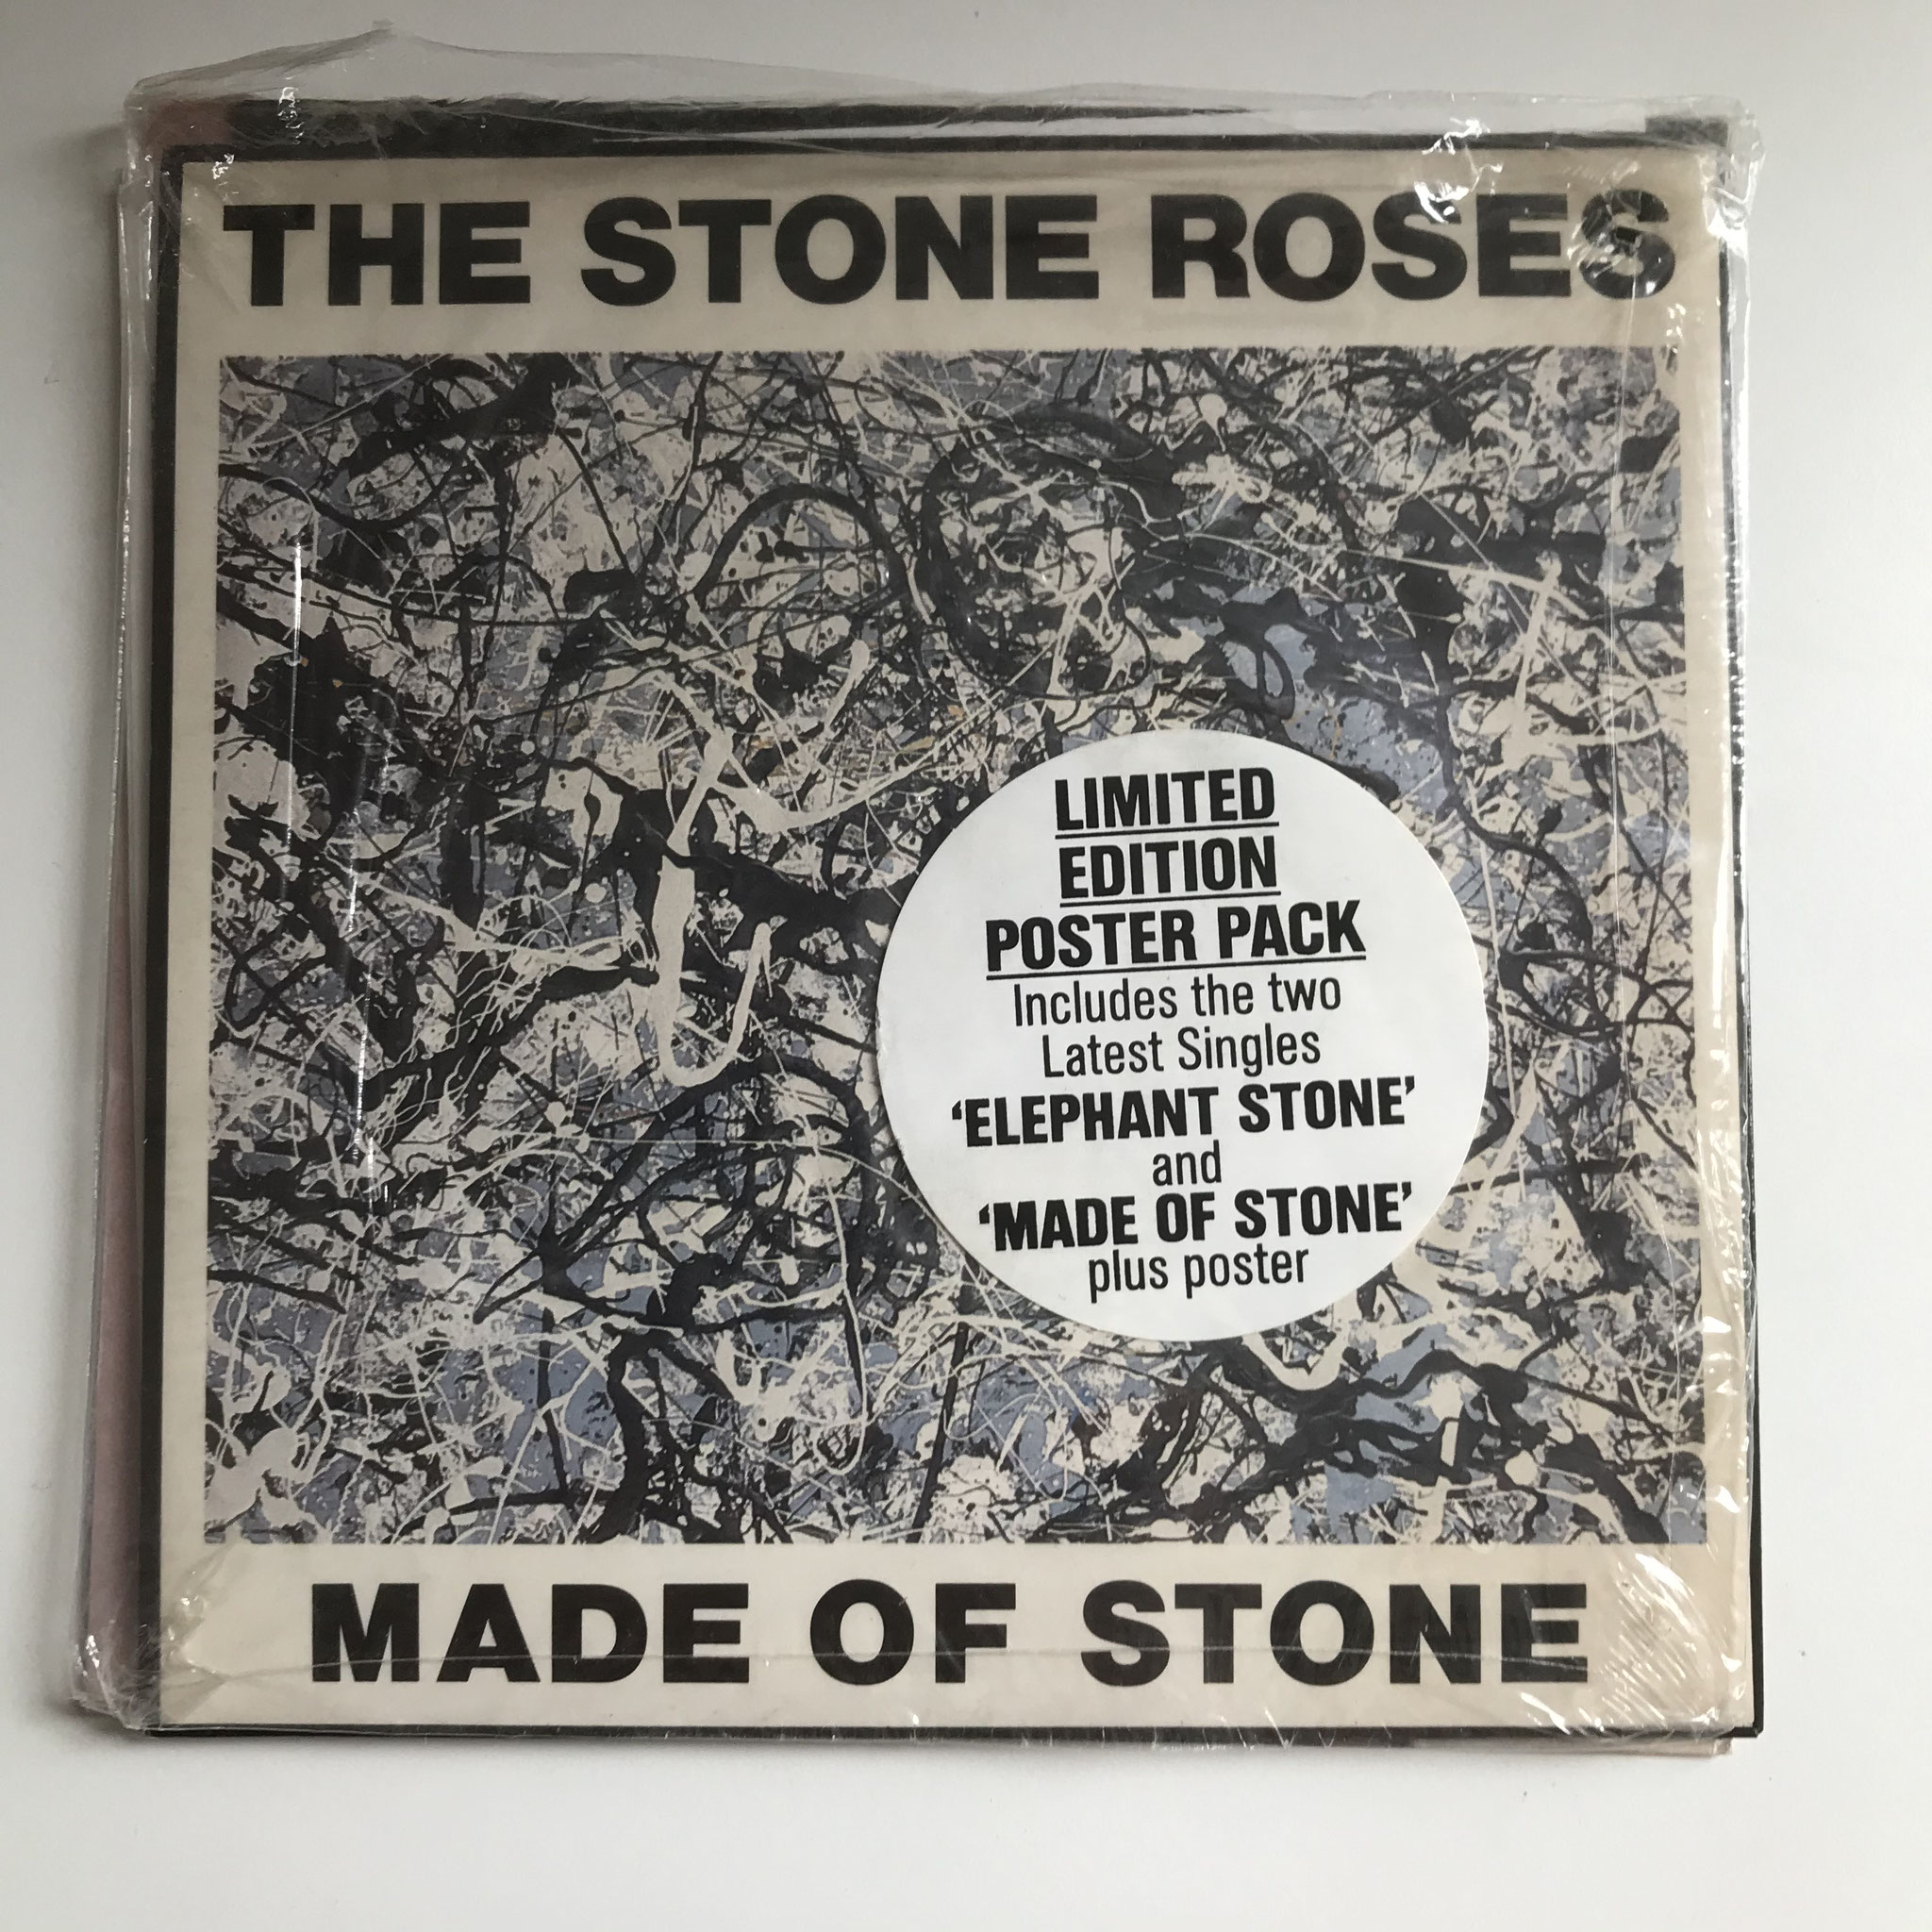 THE STONE ROSES
LIMITED
EDITION
POSTER PACK
Includes the two
Latest Singles
‘ELEPHANT STONE’
and
‘MADE OF STONE’
plus poster
MADE OF STONE